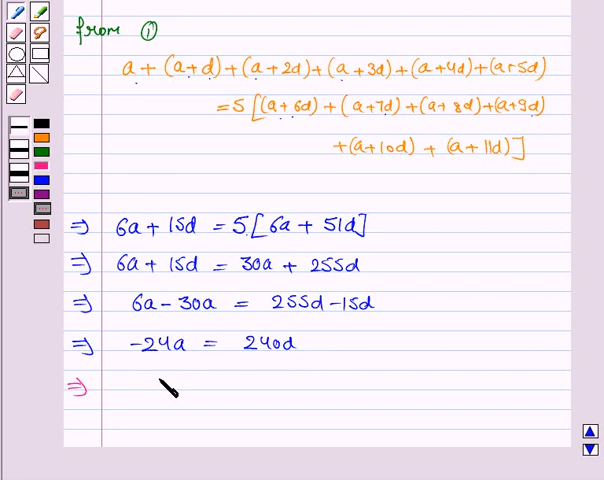 from ①
a + (a+d) + (a+2d) + (a+3d) + (a+4d) + (a+5d)
= 5 [(a+6d) + (a+7d) + (a+8d) + (a+9d)
+ (a+10d) + (a+11d)]
⇒ 6a + 15d = 5 [6a + 51d]
⇒ 6a + 15d = 30a + 255d
⇒ 6a - 30a = 255d - 15d
⇒ -24a = 240d
⇒